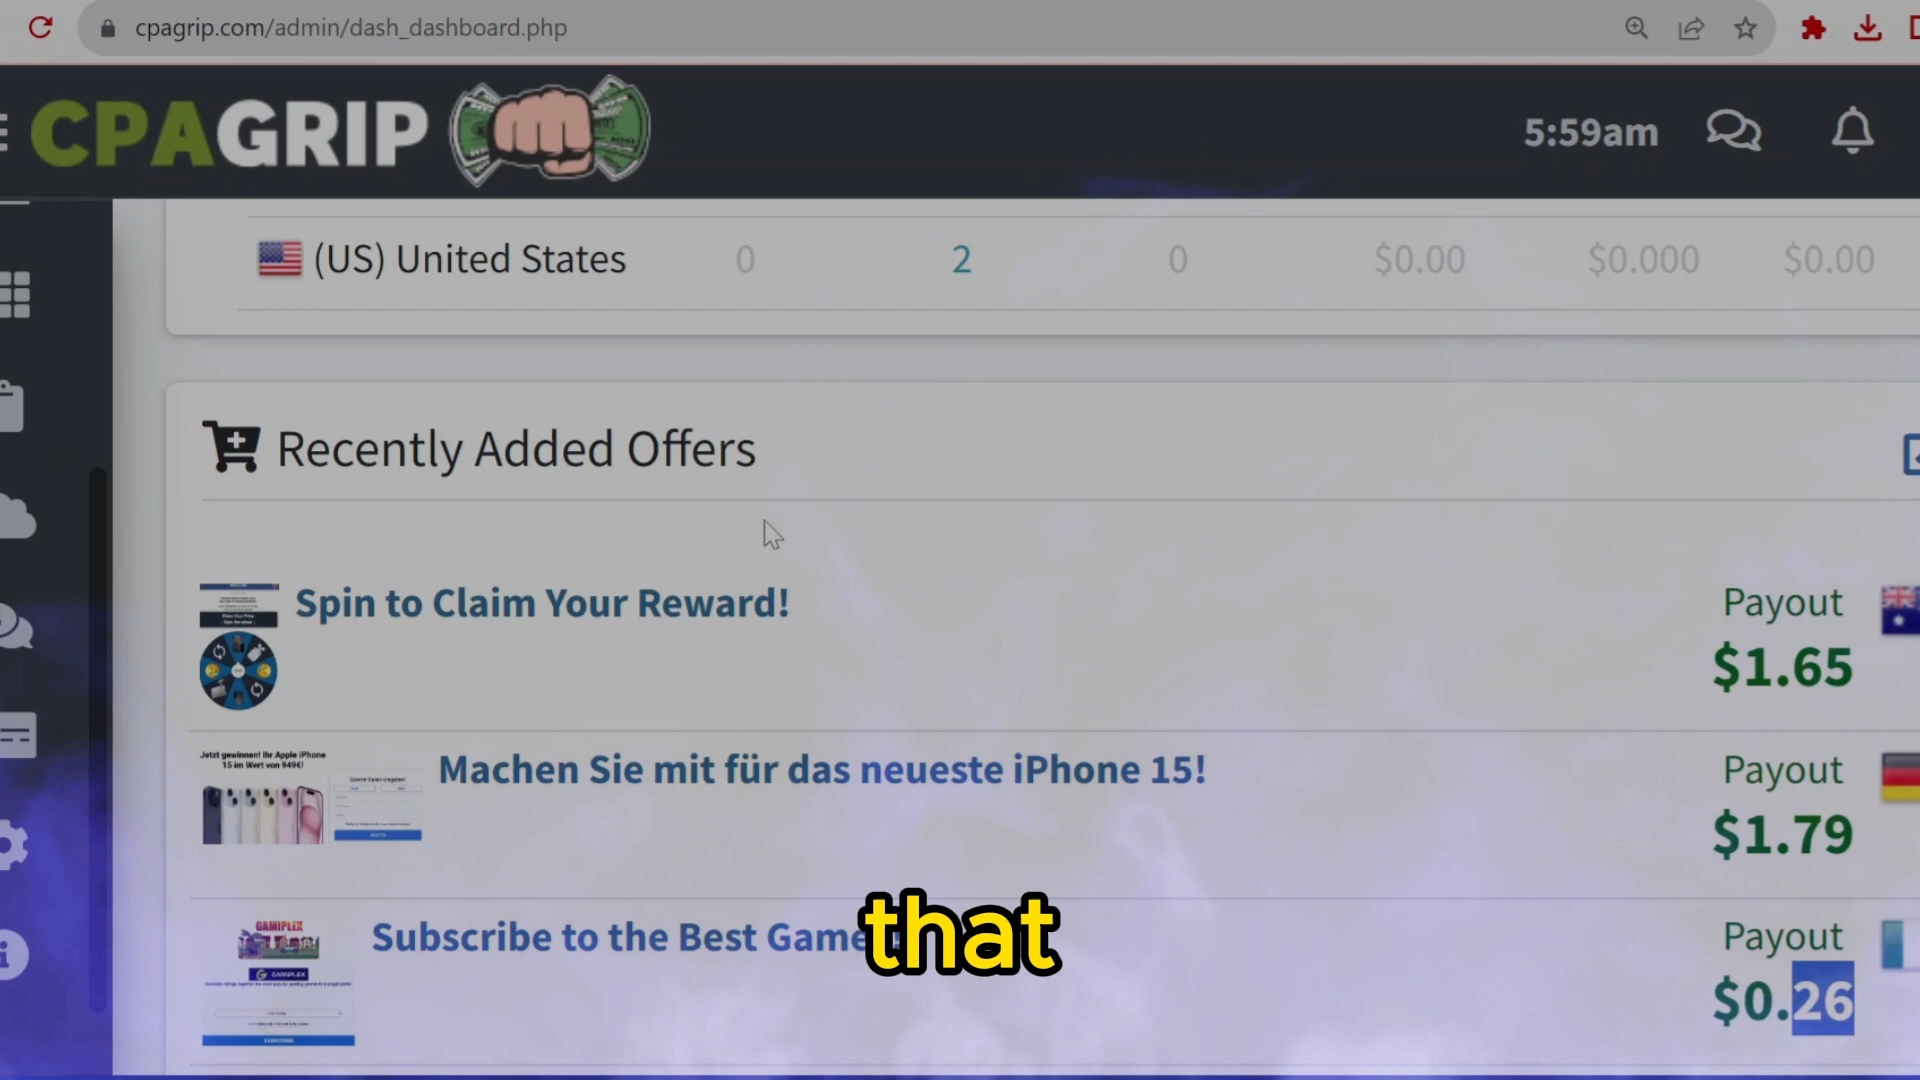 cpagrip.com/admin/dash_dashboard.php
CPAGRIP
5:59am
(US) United States 0 2 0 $0.00 $0.000 $0.00
Recently Added Offers
Spin to Claim Your Reward!
Payout
$1.65
Jetzt gewinnen! Ihr Apple iPhone
15 im Wert von 949€!
Machen Sie mit für das neueste iPhone 15!
Payout
$1.79
GAMIPLEX
GAMIPLEX
SUBSCRIBE
Subscribe to the Best Game
that
Payout
$0.26